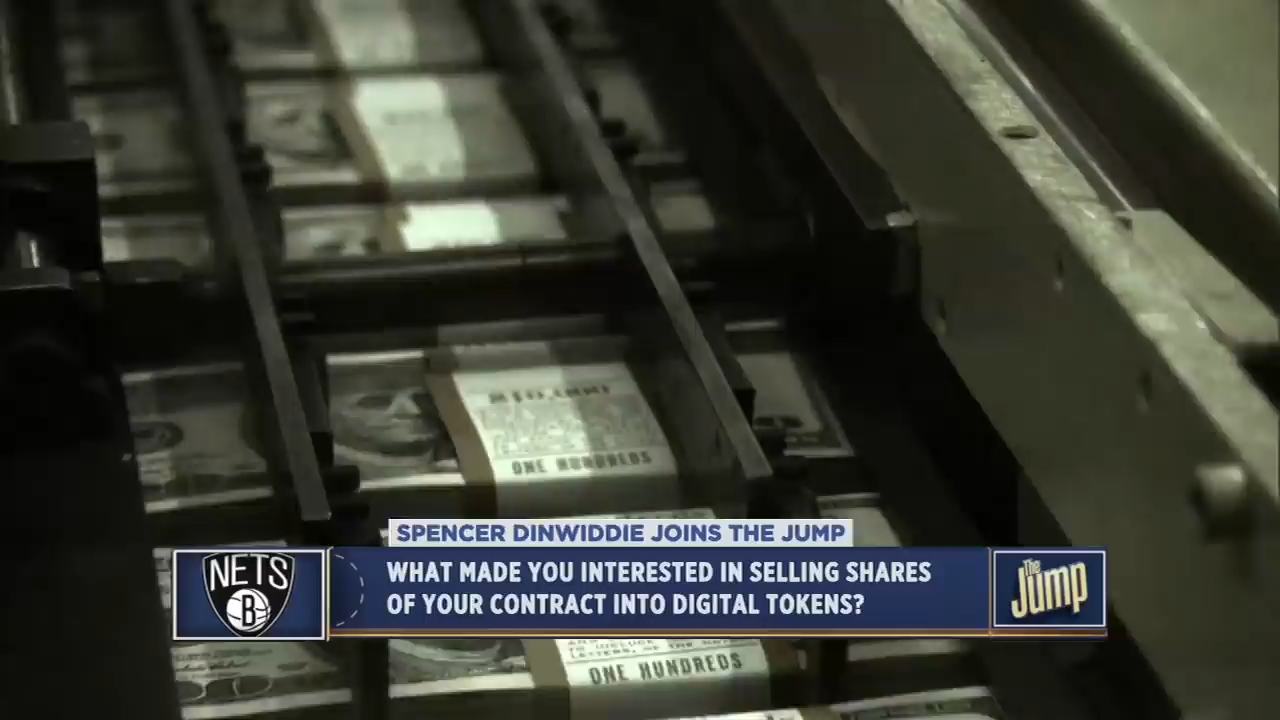 ONE HUNDREDS
SPENCER DINWIDDIE JOINS THE JUMP
NETS
B
WHAT MADE YOU INTERESTED IN SELLING SHARES
OF YOUR CONTRACT INTO DIGITAL TOKENS?
The
Jump
ONE HUNDREDS